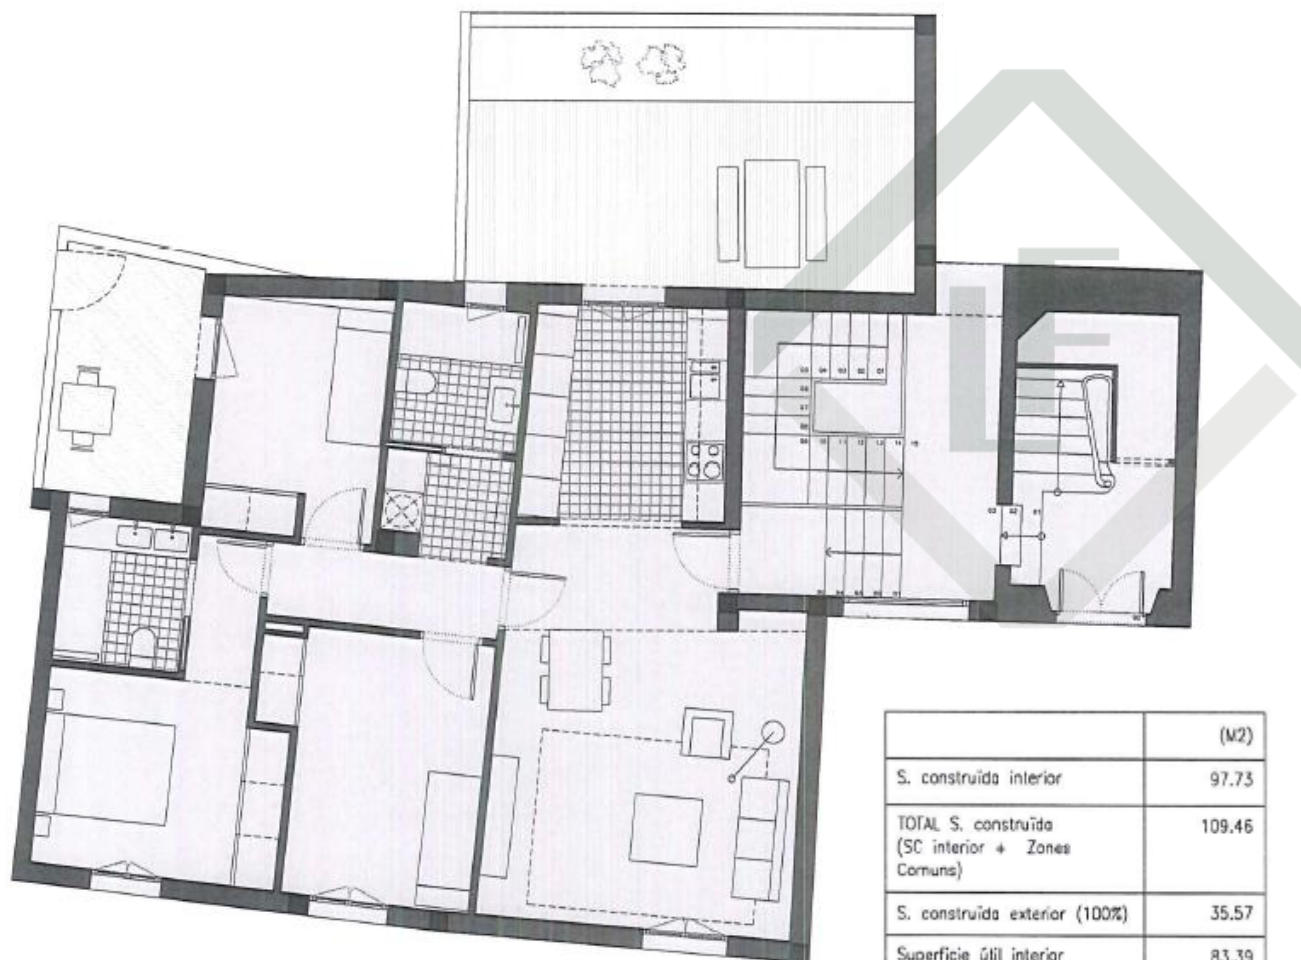 (M2)
S. construïda interior 97.73
TOTAL S. construïda 109.46
(SC interior + Zones
Comuns)
S. construïda exterior (100%) 35.57
Superficie útil interior 83.39